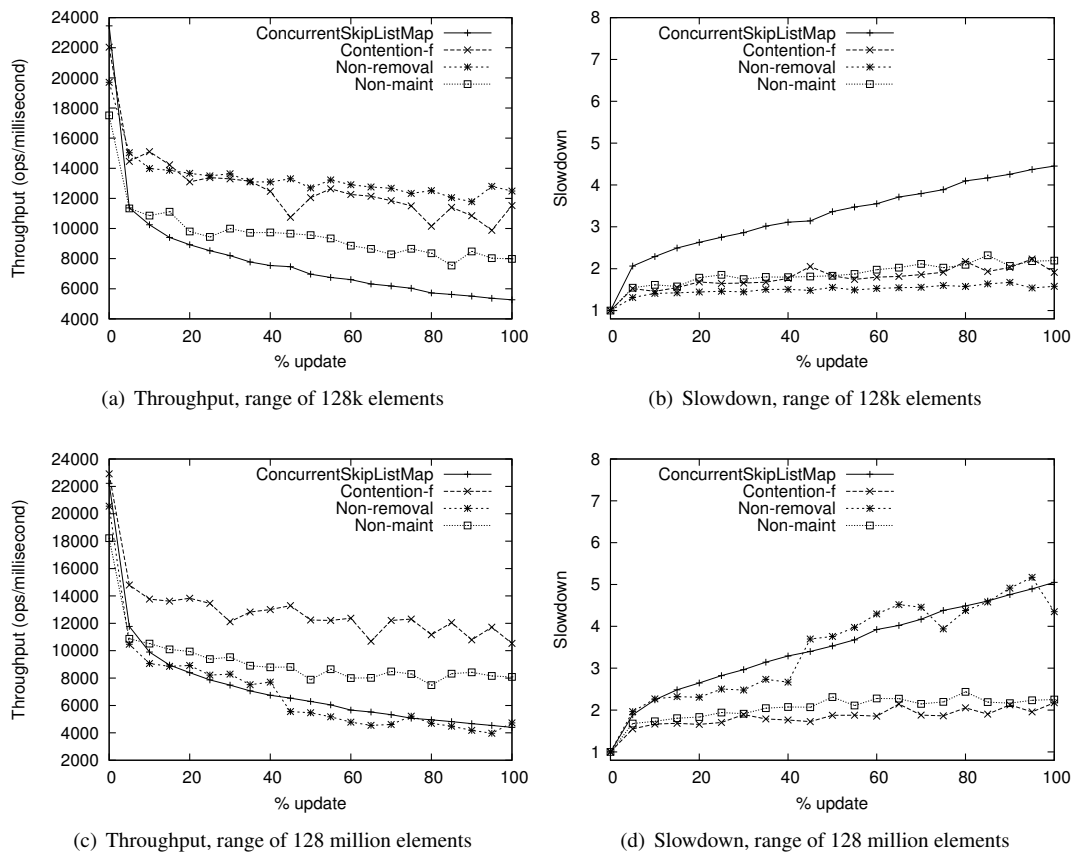 24000
22000
20000
18000
16000
14000
12000
10000
8000
6000
4000
Throughput (ops/millisecond)
ConcurrentSkipListMap
Contention-f
Non-removal
Non-maint
0 20 40 60 80 100
% update
(a) Throughput, range of 128k elements
8
7
6
5
4
3
2
1
Slowdown
ConcurrentSkipListMap
Contention-f
Non-removal
Non-maint
0 20 40 60 80 100
% update
(b) Slowdown, range of 128k elements
24000
22000
20000
18000
16000
14000
12000
10000
8000
6000
4000
2000
Throughput (ops/millisecond)
ConcurrentSkipListMap
Contention-f
Non-removal
Non-maint
0 20 40 60 80 100
% update
(c) Throughput, range of 128 million elements
8
7
6
5
4
3
2
1
Slowdown
ConcurrentSkipListMap
Contention-f
Non-removal
Non-maint
0 20 40 60 80 100
% update
(d) Slowdown, range of 128 million elements